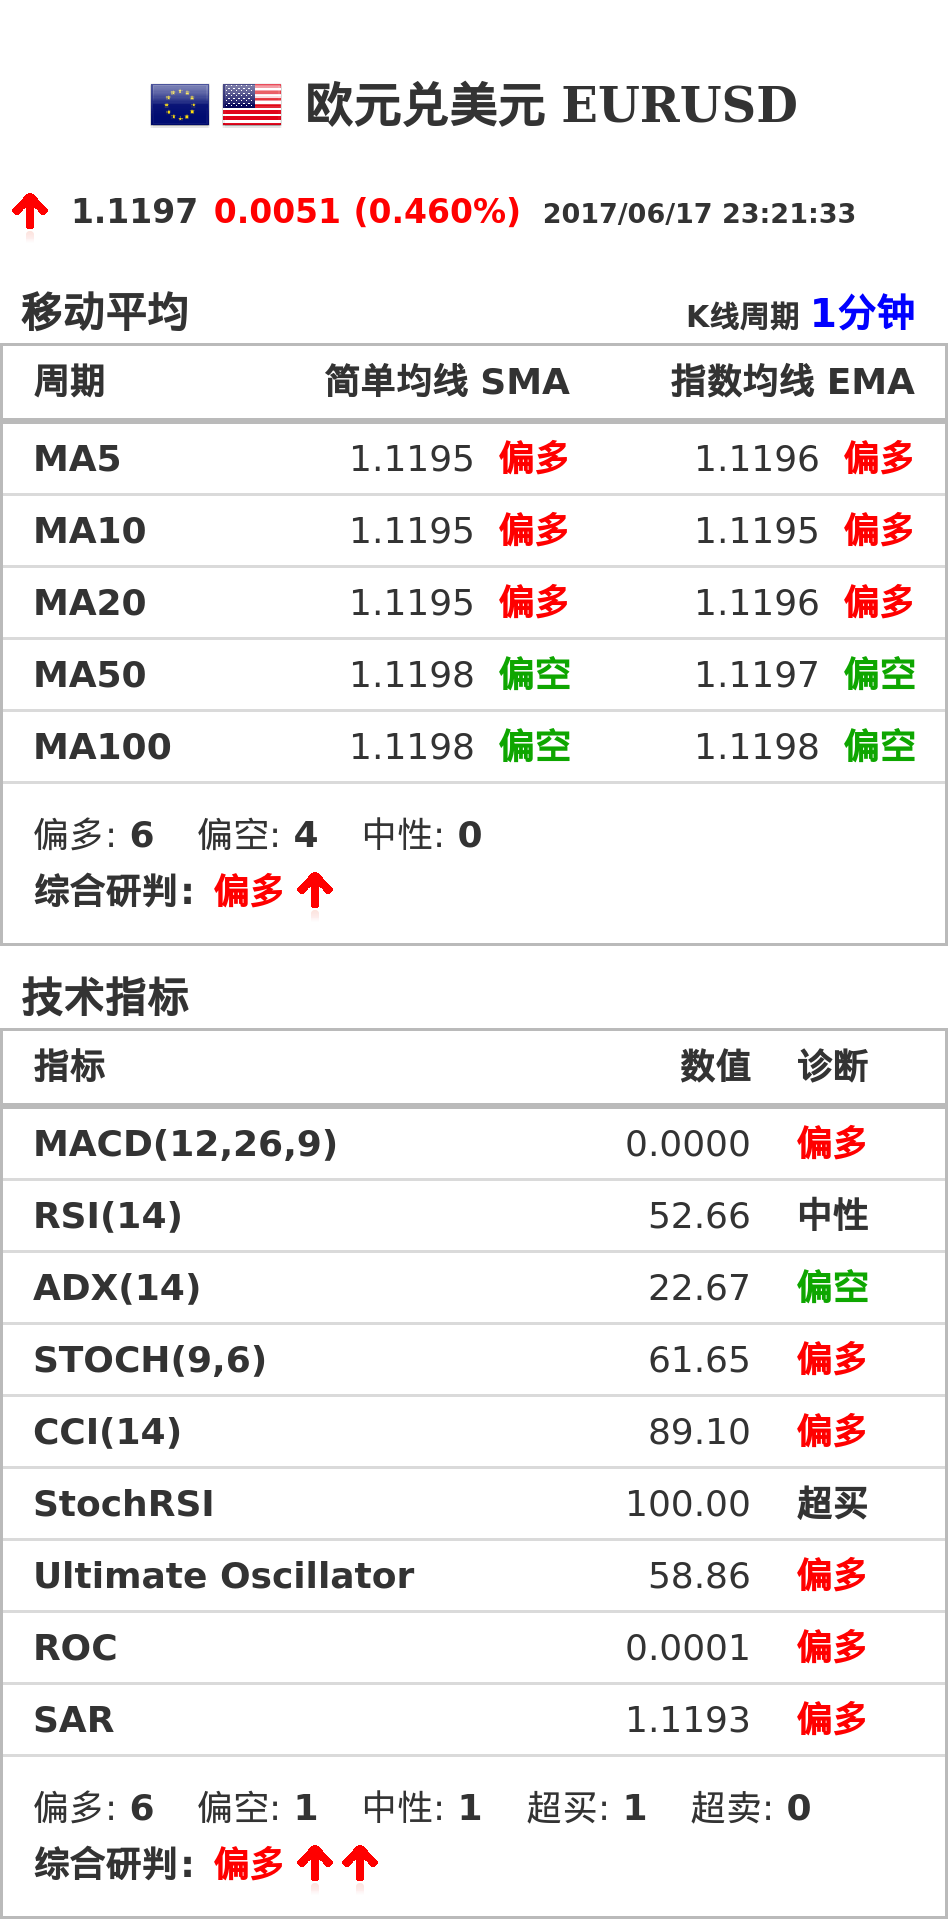 欧元兑美元 EURUSD
1.1197 0.0051 (0.460%) 2017/06/17 23:21:33
移动平均 K线周期 1分钟
周期 简单均线 SMA 指数均线 EMA
MA5 1.1195 偏多 1.1196 偏多
MA10 1.1195 偏多 1.1195 偏多
MA20 1.1195 偏多 1.1196 偏多
MA50 1.1198 偏空 1.1197 偏空
MA100 1.1198 偏空 1.1198 偏空
偏多: 6 偏空: 4 中性: 0
综合研判: 偏多
技术指标
指标 数值 诊断
MACD(12,26,9) 0.0000 偏多
RSI(14) 52.66 中性
ADX(14) 22.67 偏空
STOCH(9,6) 61.65 偏多
CCI(14) 89.10 偏多
StochRSI 100.00 超买
Ultimate Oscillator 58.86 偏多
ROC 0.0001 偏多
SAR 1.1193 偏多
偏多: 6 偏空: 1 中性: 1 超买: 1 超卖: 0
综合研判: 偏多